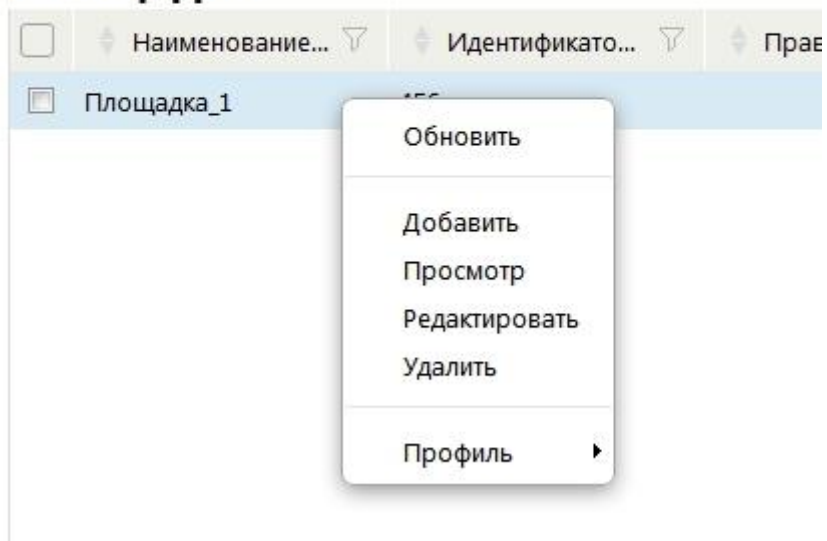 Наименование... Идентификато... Прав
Площадка_1
Обновить
Добавить
Просмотр
Редактировать
Удалить
Профиль